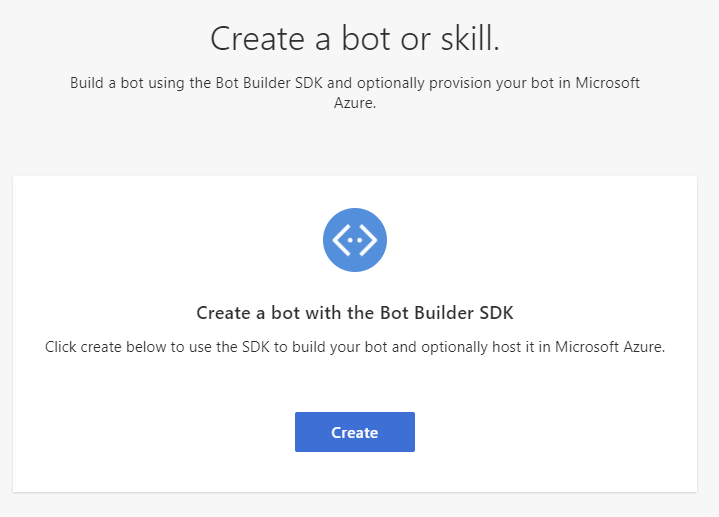 Create a bot or skill.
Build a bot using the Bot Builder SDK and optionally provision your bot in Microsoft
Azure.
Create a bot with the Bot Builder SDK
Click create below to use the SDK to build your bot and optionally host it in Microsoft Azure.
Create